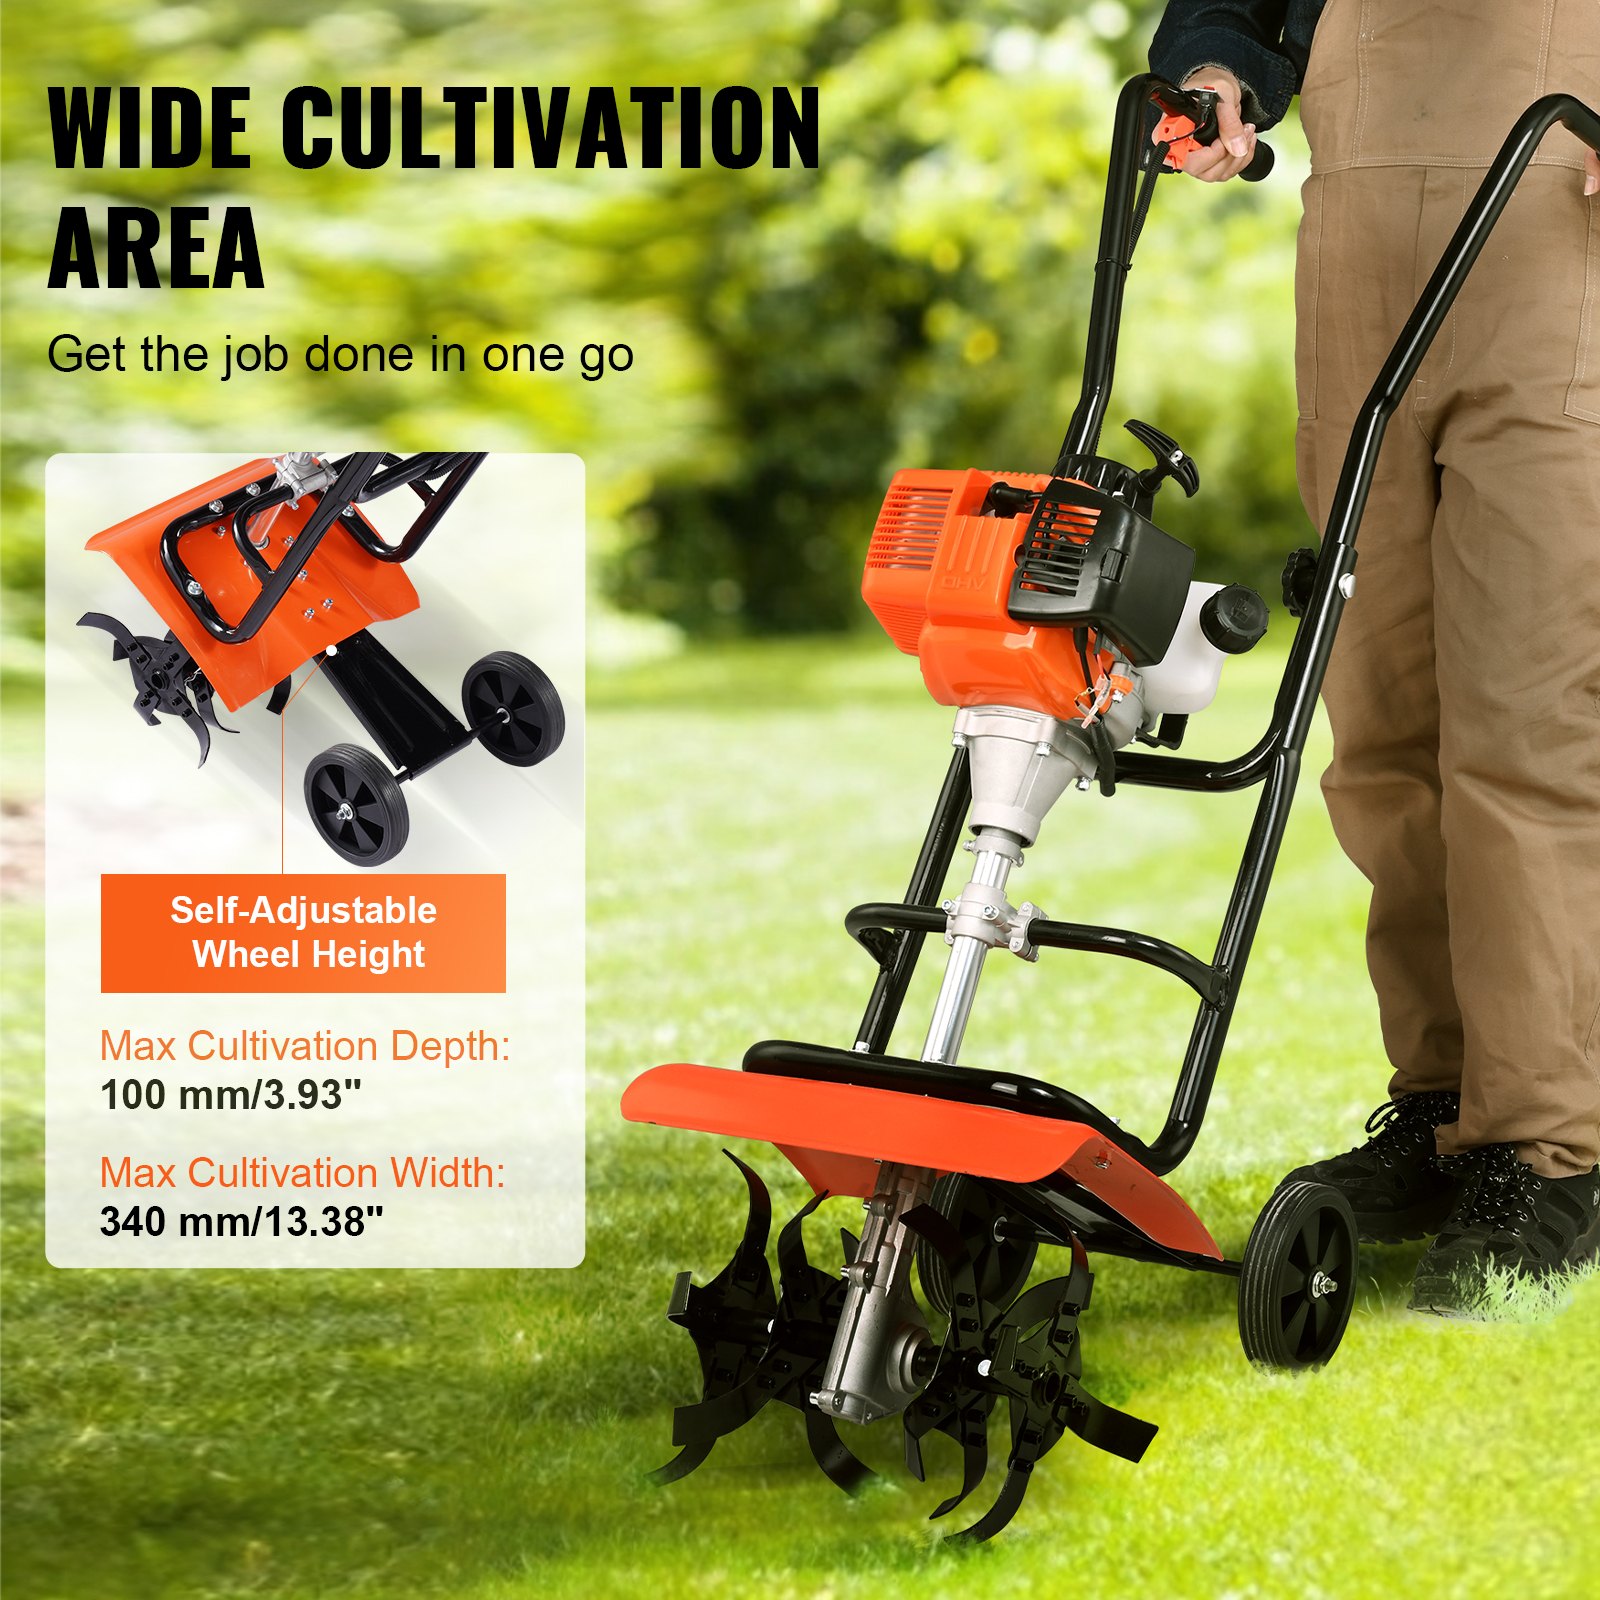 WIDE CULTIVATION
AREA
Get the job done in one go
OHV
Self-Adjustable
Wheel Height
Max Cultivation Depth:
100 mm/3.93"
Max Cultivation Width:
340 mm/13.38"